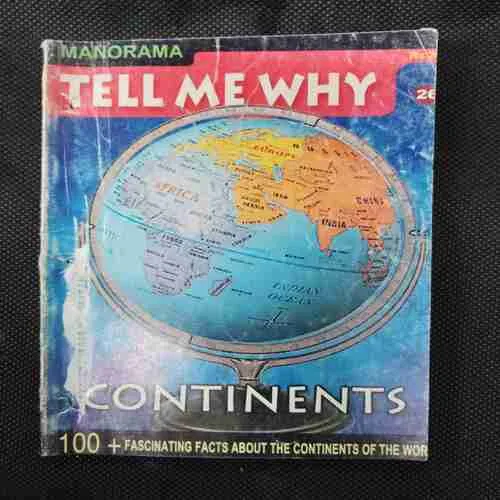 MANORAMA
TELL ME WHY
26
EUROPE
AFRICA
CHINA
INDIA
INDIAN
OCEAN
CONTINENTS
100 + FASCINATING FACTS ABOUT THE CONTINENTS OF THE WOR